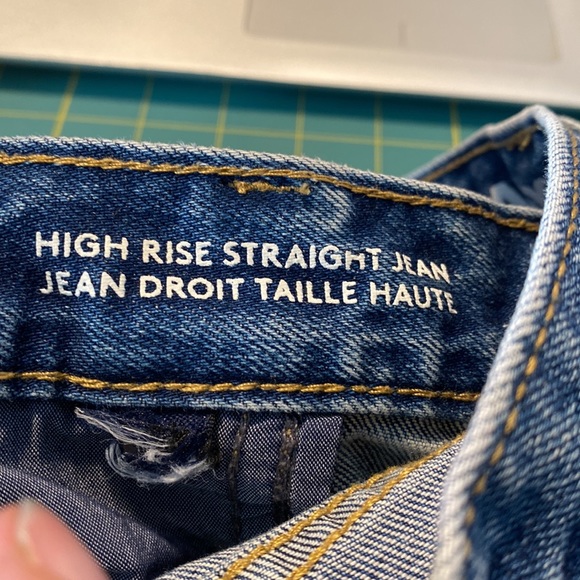 HIGH RISE STRAIGHT JEAN
JEAN DROIT TAILLE HAUTE